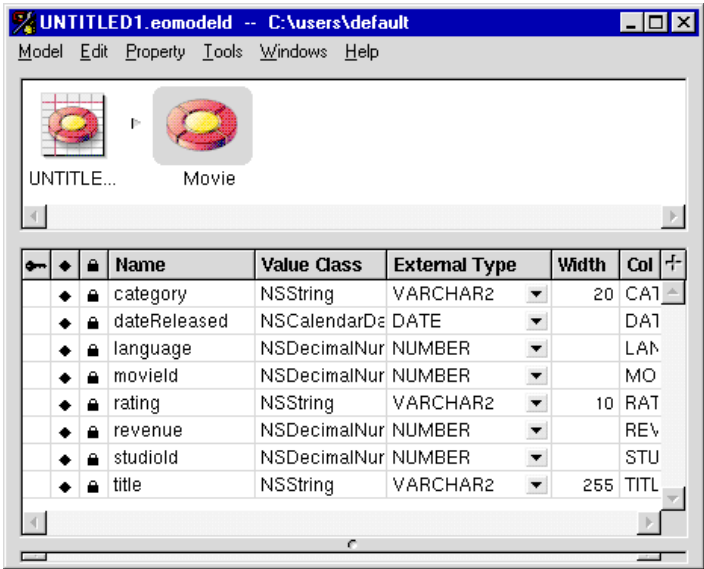 UNTITLED1.eomodeld -- C:\users\default
Model Edit Property Tools Windows Help
UNTITLE... Movie
Name Value Class External Type Width Col
category NSString VARCHAR2 20 CAT
dateReleased NSCalendarDa DATE DAT
language NSDecimalNur NUMBER LAN
movieId NSDecimalNur NUMBER MO
rating NSString VARCHAR2 10 RAT
revenue NSDecimalNur NUMBER REV
studioId NSDecimalNur NUMBER STU
title NSString VARCHAR2 255 TITL